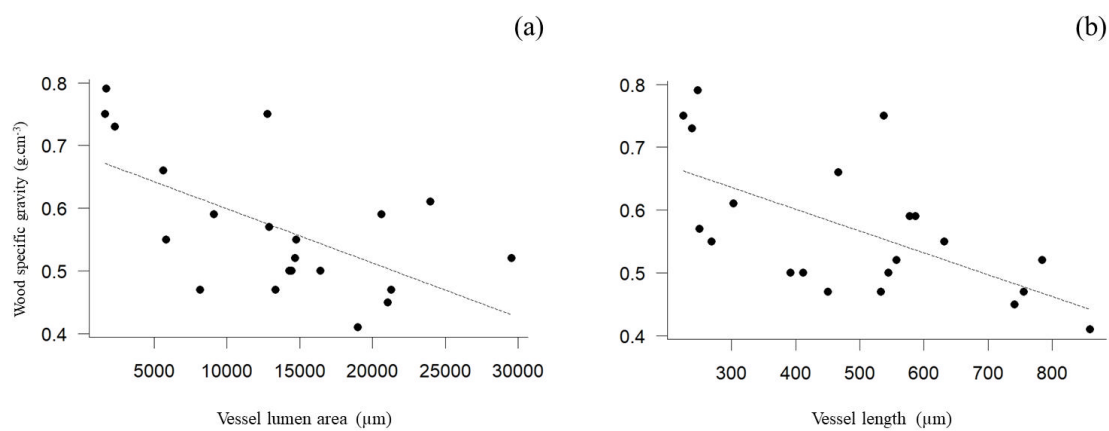 (a)
(b)
Wood specific gravity (g.cm⁻³)
0.8
0.7
0.6
0.5
0.4
5000 10000 15000 20000 25000 30000
Vessel lumen area (μm)
0.8
0.7
0.6
0.5
0.4
300 400 500 600 700 800
Vessel length (μm)